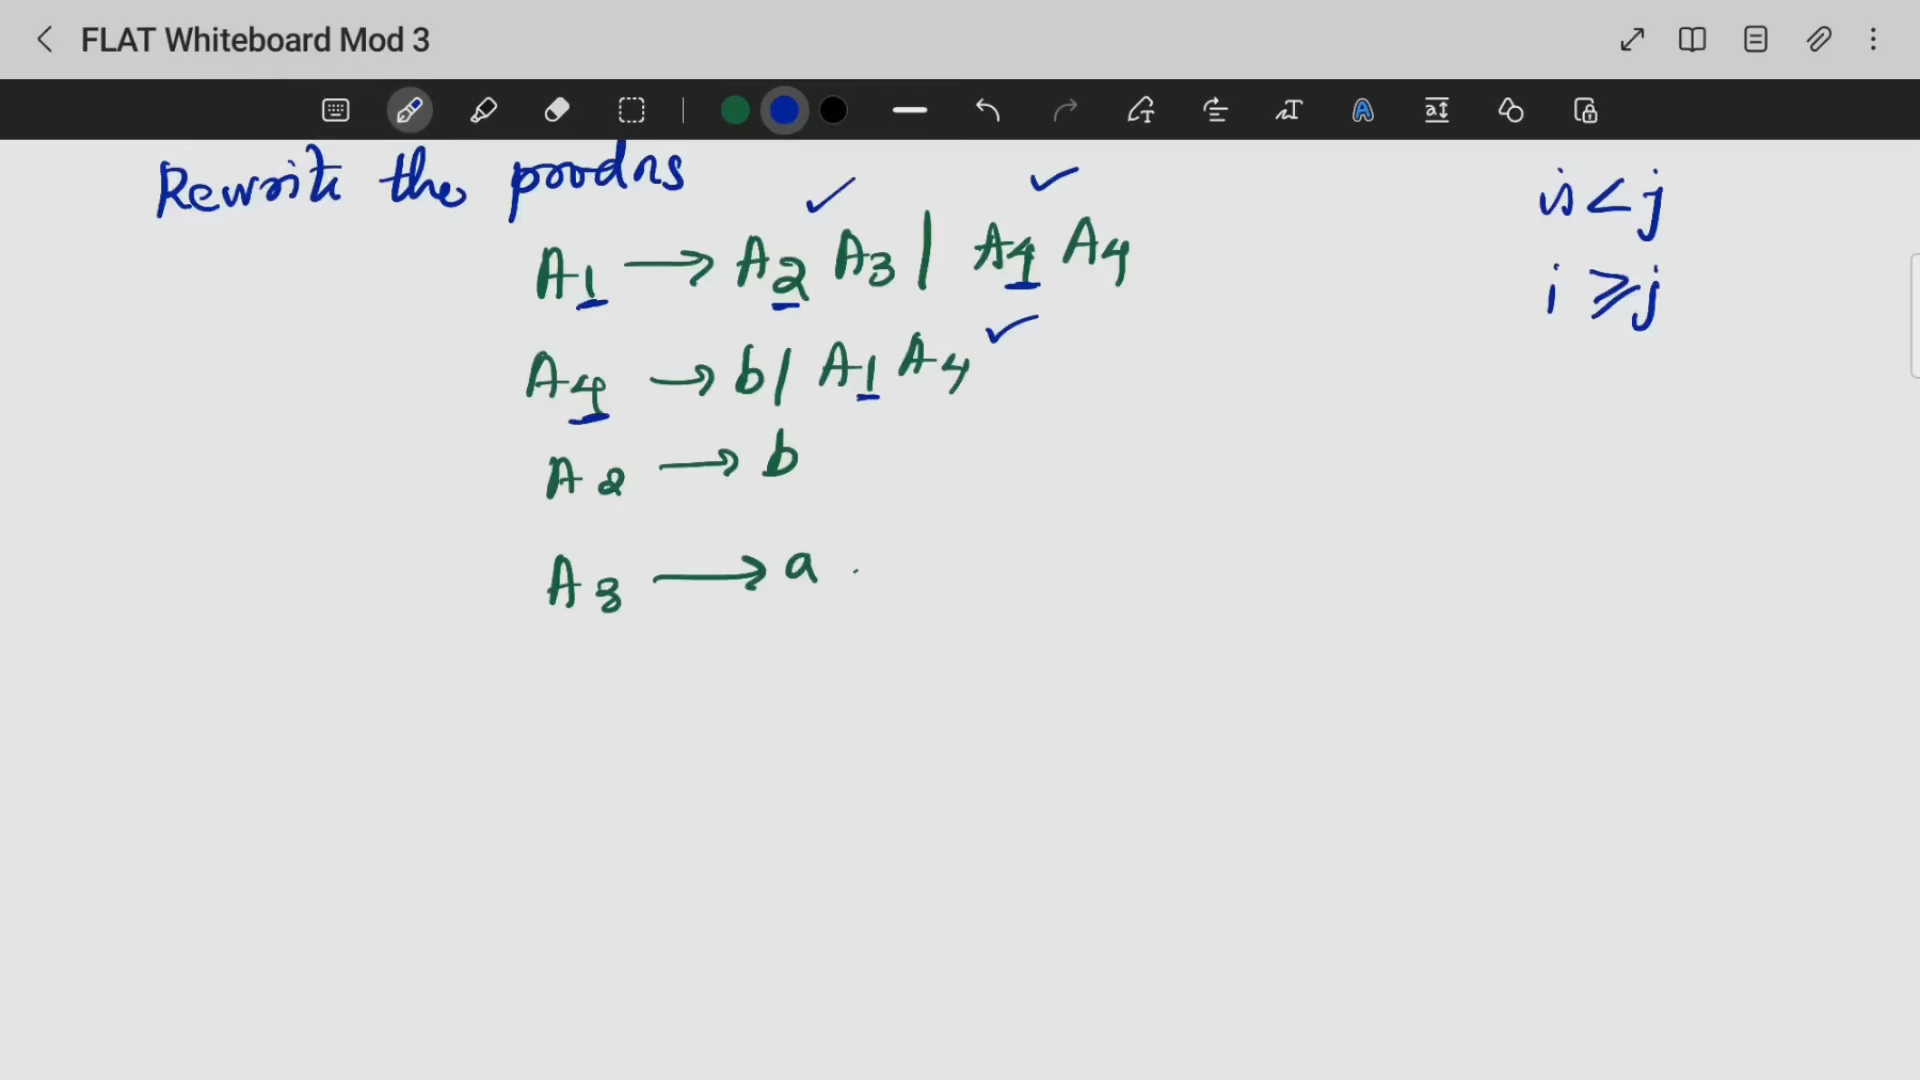 FLAT Whiteboard Mod 3
Rewrite the prodns
A1 → A2 A3 | A4 A4
A4 → b | A1 A4
A2 → b
A3 → a
i < j
i ≥ j